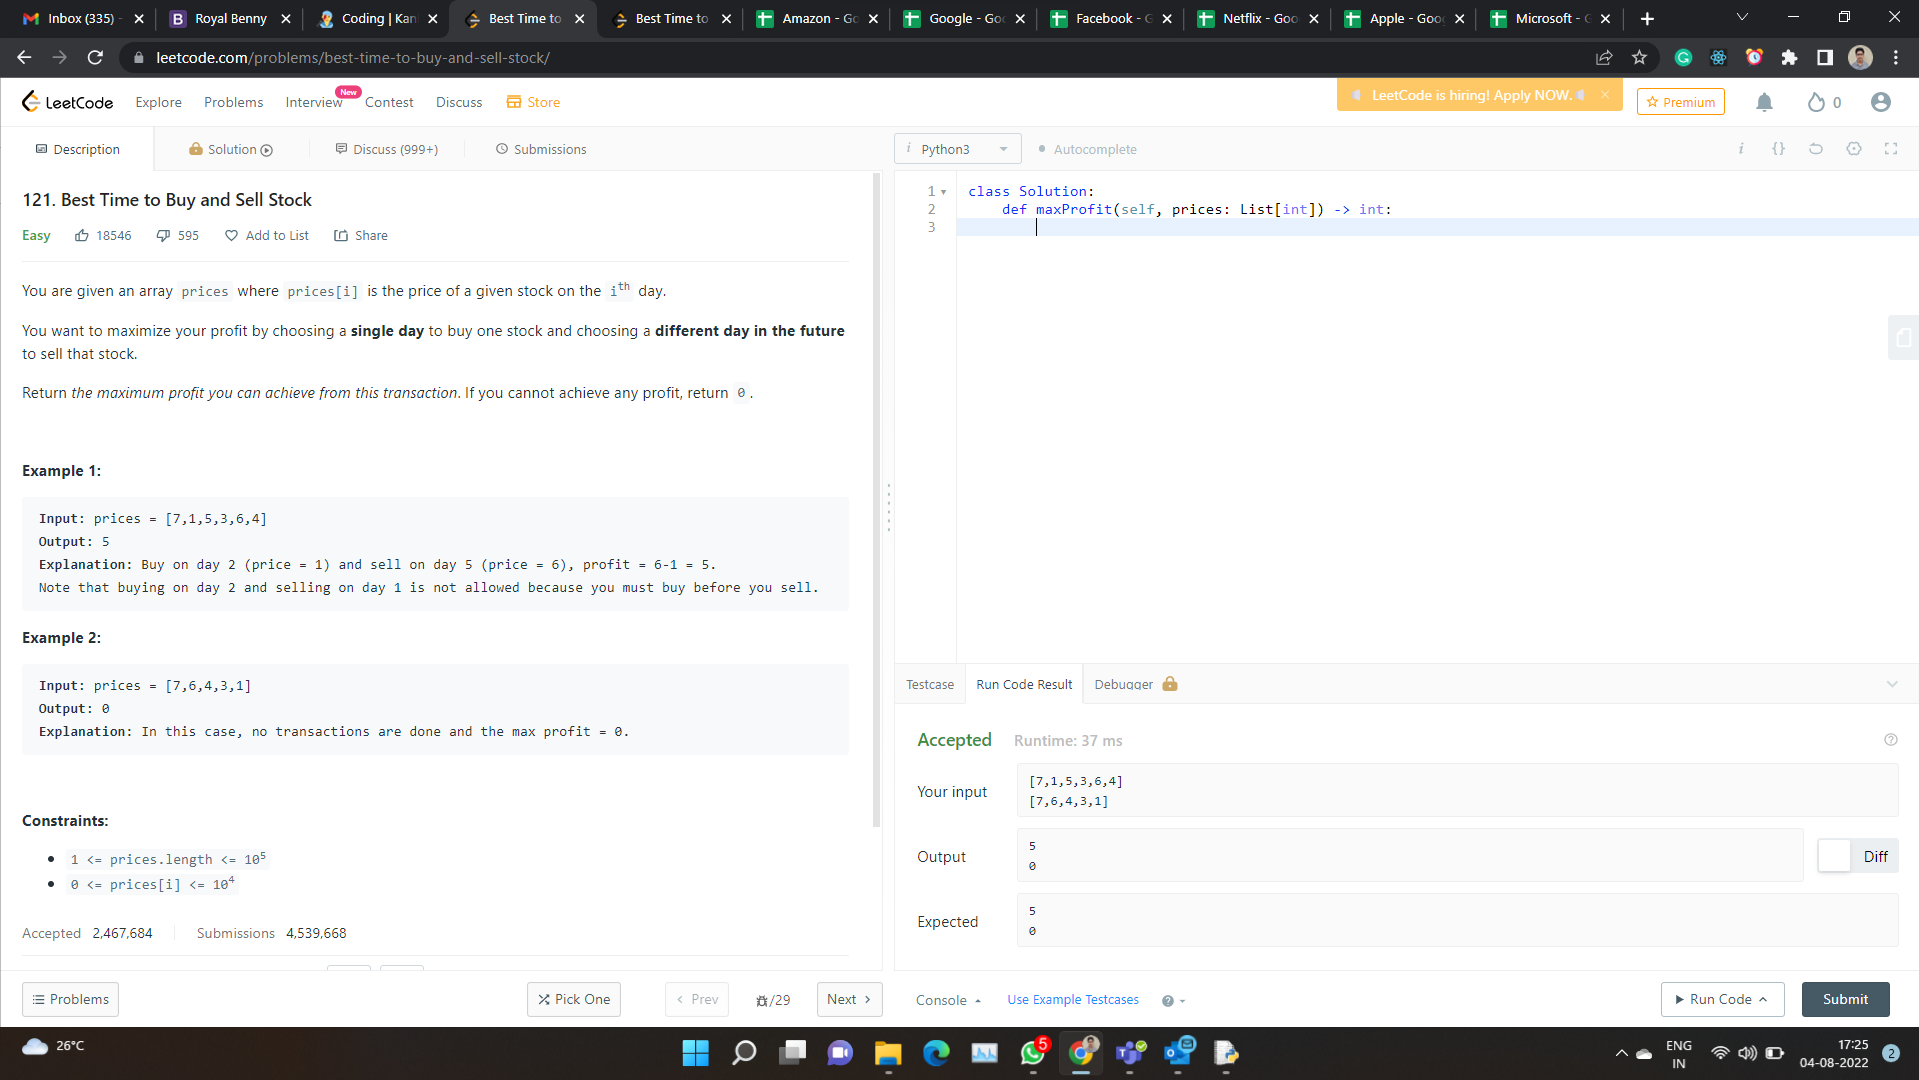 Inbox (335) -
Royal Benny
Coding | Kan
Best Time to
Best Time to
Amazon - Go
Google - Goo
Facebook - G
Netflix - Goo
Apple - Goog
Microsoft - G
leetcode.com/problems/best-time-to-buy-and-sell-stock/
LeetCode
Explore
Problems
Interview
New
Contest
Discuss
Store
LeetCode is hiring! Apply NOW.
Premium
0
Description
Solution
Discuss (999+)
Submissions
i Python3
Autocomplete
i
{}
121. Best Time to Buy and Sell Stock
Easy
18546
595
Add to List
Share
You are given an array prices where prices[i] is the price of a given stock on the ith day.
You want to maximize your profit by choosing a single day to buy one stock and choosing a different day in the future
to sell that stock.
Return the maximum profit you can achieve from this transaction. If you cannot achieve any profit, return 0.
Example 1:
Input: prices = [7,1,5,3,6,4]
Output: 5
Explanation: Buy on day 2 (price = 1) and sell on day 5 (price = 6), profit = 6-1 = 5.
Note that buying on day 2 and selling on day 1 is not allowed because you must buy before you sell.
Example 2:
Input: prices = [7,6,4,3,1]
Output: 0
Explanation: In this case, no transactions are done and the max profit = 0.
Constraints:
1 <= prices.length <= 10^5
0 <= prices[i] <= 10^4
Accepted 2,467,684
Submissions 4,539,668
Problems
Pick One
< Prev
/29
Next >
1 class Solution:
2 def maxProfit(self, prices: List[int]) -> int:
3
Testcase
Run Code Result
Debugger
Accepted
Runtime: 37 ms
Your input
[7,1,5,3,6,4]
[7,6,4,3,1]
Output
5
0
Diff
Expected
5
0
Console
Use Example Testcases
Run Code
Submit
26°C
5
ENG
IN
17:25
04-08-2022
2